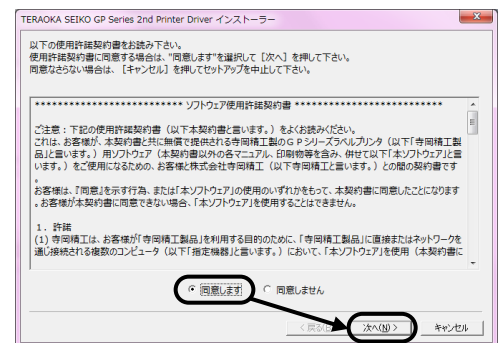 TERAOKA SEIKO GP Series 2nd Printer Driver インストーラー
以下の使用許諾契約書をお読み下さい。
使用許諾契約書に同意する場合は、"同意します"を選択して［次へ］を押して下さい。
同意なさらない場合は、［キャンセル］を押してセットアップを中止して下さい。
************************** ソフトウェア使用許諾契約書 **************************
ご注意：下記の使用許諾契約書（以下本契約書と言います。）をよくお読みください。
これは、お客様が、本契約書と共に無償で提供される寺岡精工製のＧＰシリーズラベルプリンタ（以下「寺岡精工製
品」と言います。）用ソフトウェア（本契約書以外の各マニュアル、印刷物等を含み、併せて以下「本ソフトウェア」と言
います。）をご使用になるための、お客様と株式会社寺岡精工（以下寺岡精工と言います。）との間の契約書です
。
お客様は、『同意』を示す行為、または「本ソフトウェア」の使用のいずれかをもって、本契約書に同意したことになります
。お客様が本契約書に同意できない場合、「本ソフトウェア」を使用することはできません。
１．許諾
(1) 寺岡精工は、お客様が「寺岡精工製品」を利用する目的のために、「寺岡精工製品」に直接またはネットワークを
通じ接続される複数のコンピュータ（以下「指定機器」と言います。）において、「本ソフトウェア」を使用（本契約書に
同意します 同意しません
< 戻る(B) 次へ(N) > キャンセル